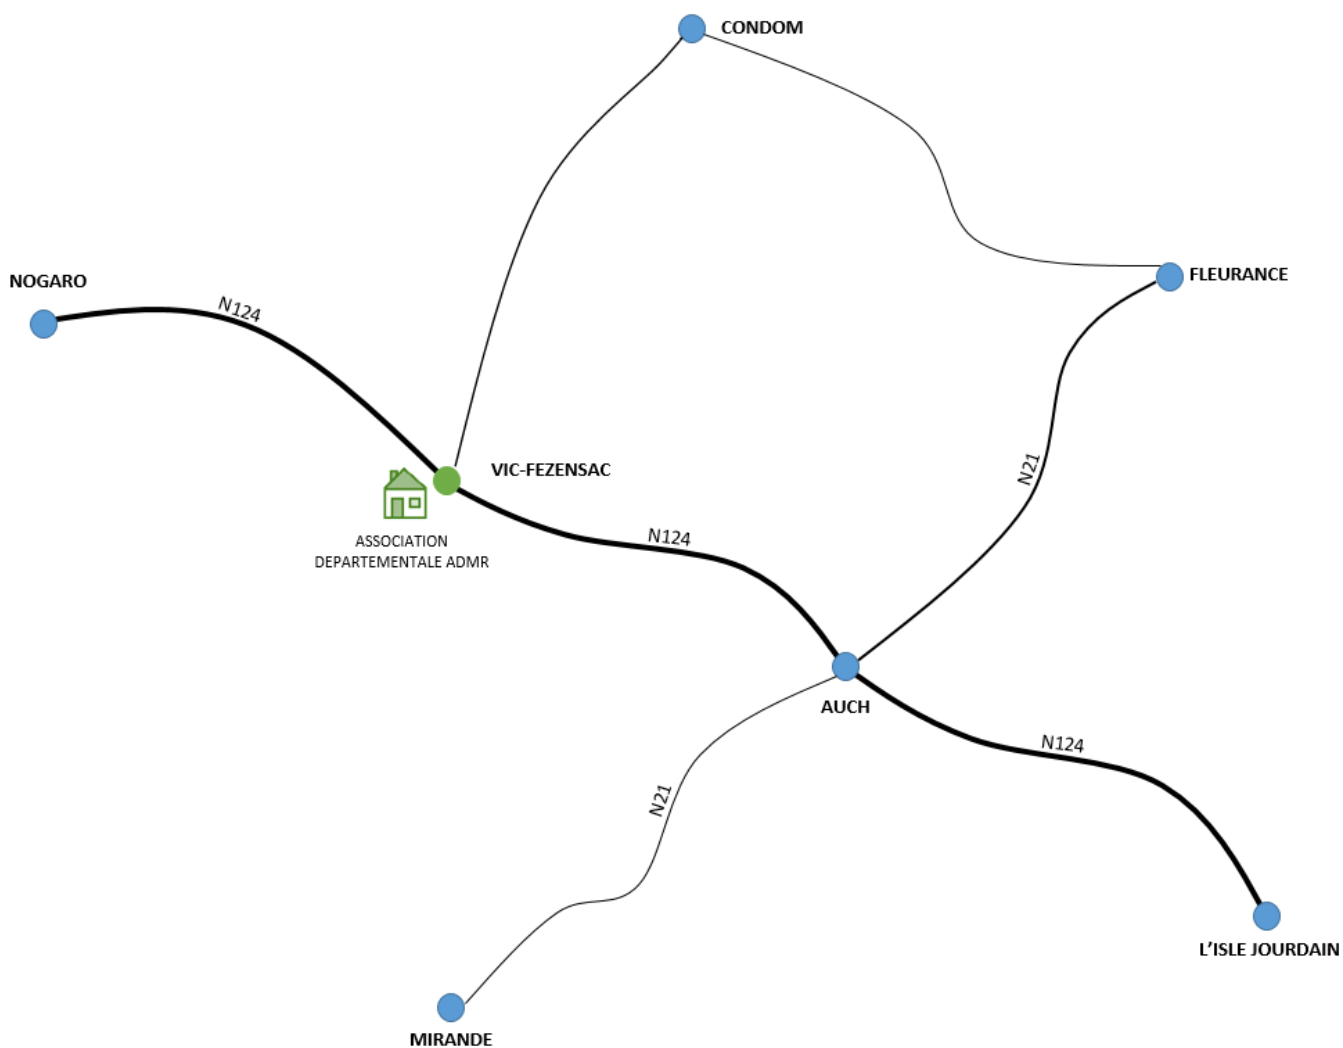 CONDOM
FLEURANCE
NOGARO
N124
VIC-FEZENSAC
N21
ASSOCIATION
DEPARTEMENTALE ADMR
N124
AUCH
N124
N21
L'ISLE JOURDAIN
MIRANDE